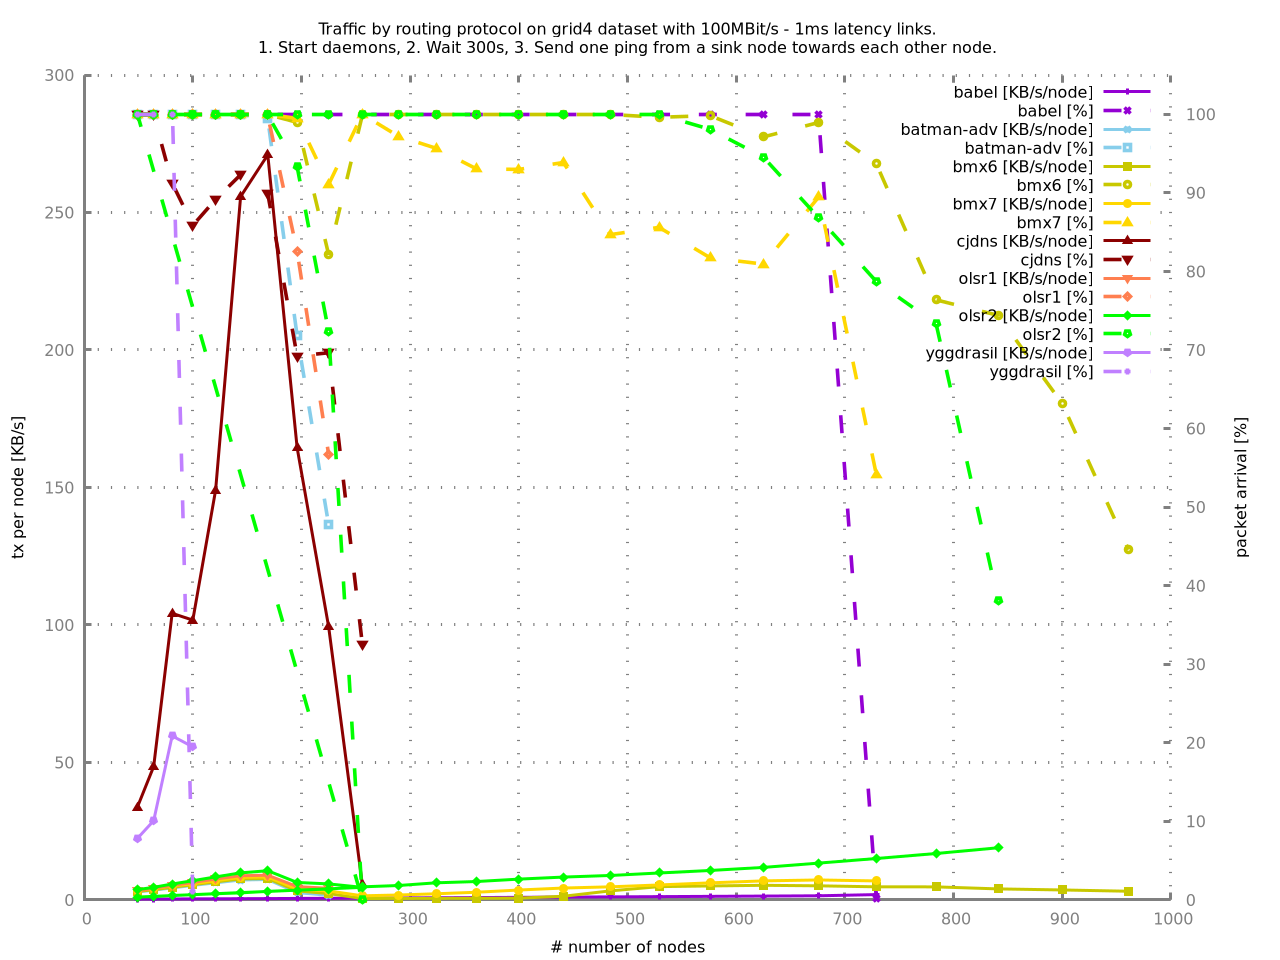 Traffic by routing protocol on grid4 dataset with 100MBit/s - 1ms latency links.
1. Start daemons, 2. Wait 300s, 3. Send one ping from a sink node towards each other node.
300
250
200
150
100
50
0
tx per node [KB/s]
babel [KB/s/node]
babel [%]
batman-adv [KB/s/node]
batman-adv [%]
bmx6 [KB/s/node]
bmx6 [%]
bmx7 [KB/s/node]
bmx7 [%]
cjdns [KB/s/node]
cjdns [%]
olsr1 [KB/s/node]
olsr1 [%]
olsr2 [KB/s/node]
olsr2 [%]
yggdrasil [KB/s/node]
yggdrasil [%]
100
90
80
70
60
50
40
30
20
10
0
packet arrival [%]
0 100 200 300 400 500 600 700 800 900 1000
# number of nodes